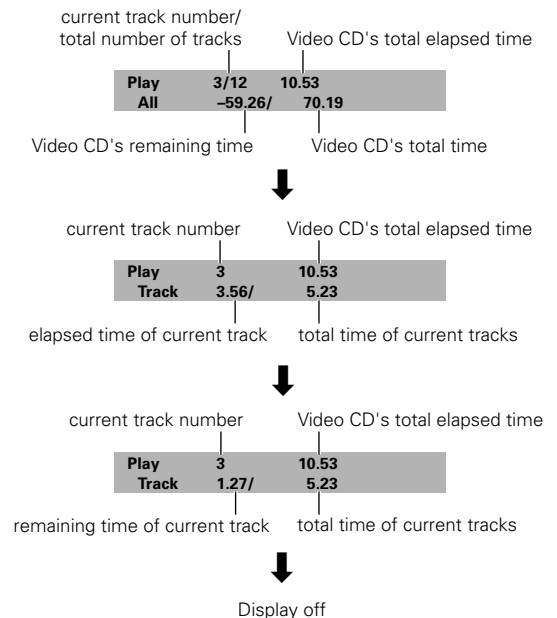 current track number/
total number of tracks
Video CD's total elapsed time
Play 3/12 10.53
All –59.26/ 70.19
Video CD's remaining time
Video CD's total time
current track number
Video CD's total elapsed time
Play 3 10.53
Track 3.56/ 5.23
elapsed time of current track
total time of current tracks
current track number
Video CD's total elapsed time
Play 3 10.53
Track 1.27/ 5.23
remaining time of current track
total time of current tracks
Display off